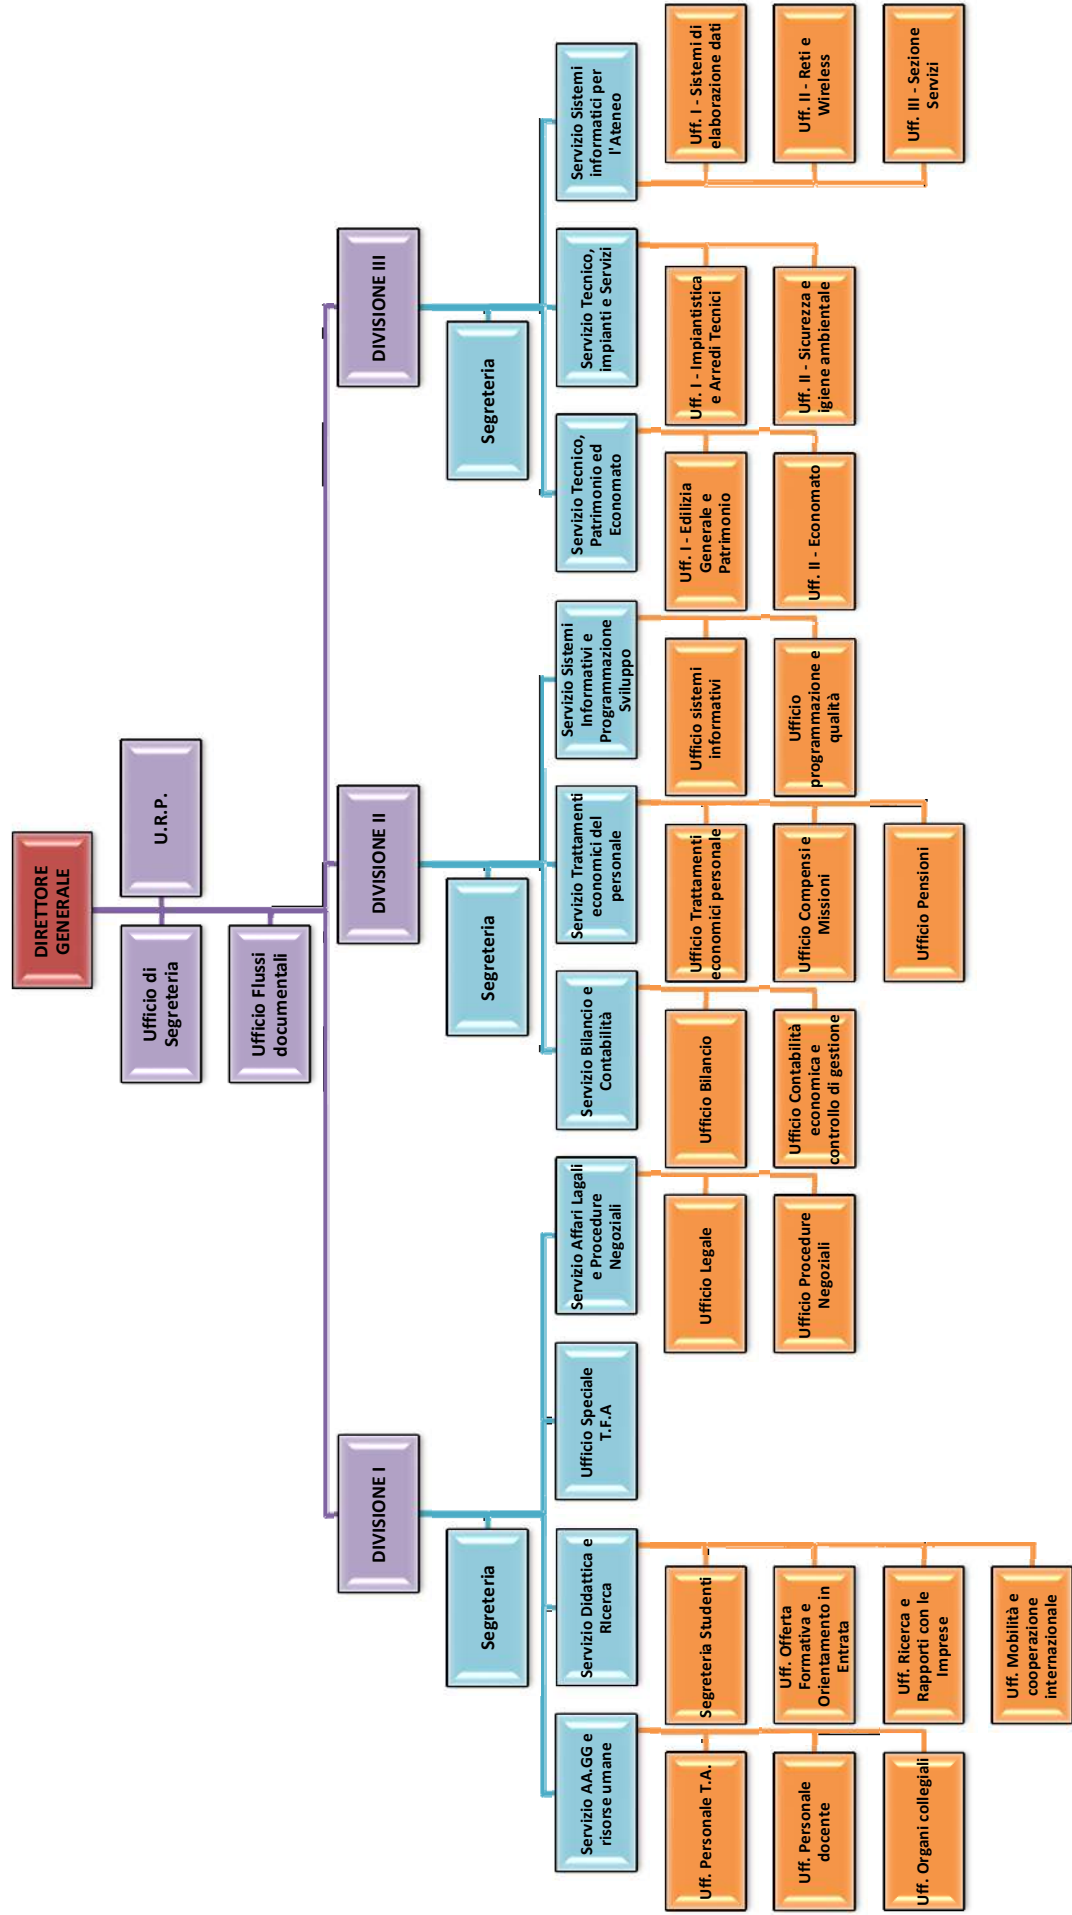 DIRETTORE
GENERALE
Ufficio di
Segreteria
U.R.P.
Ufficio Flussi
documentali
DIVISIONE I
Segreteria
Servizio AA.GG e
risorse umane
Uff. Personale T.A.
Uff. Personale
docente
Uff. Organi collegiali
Servizio Didattica e
RIcerca
Segreteria Studenti
Uff. Offerta
Formativa e
Orientamento in
Entrata
Uff. Ricerca e
Rapporti con le
Imprese
Uff. Mobilità e
cooperazione
internazionale
Ufficio Speciale
T.F.A
Servizio Affari Lagali
e Procedure
Negoziali
Ufficio Legale
Ufficio Procedure
Negoziali
DIVISIONE II
Segreteria
Servizio Bilancio e
Contabilità
Ufficio Bilancio
Ufficio Contabilità
economica e
controllo di gestione
Servizio Trattamenti
economici del
personale
Ufficio Trattamenti
economici personale
Ufficio Compensi e
Missioni
Ufficio Pensioni
Servizio Sistemi
Informativi e
Programmazione
Sviluppo
Ufficio sistemi
informativi
Ufficio
programmazione e
qualità
DIVISIONE III
Segreteria
Servizio Tecnico,
Patrimonio ed
Economato
Uff. I - Edilizia
Generale e
Patrimonio
Uff. II - Economato
Servizio Tecnico,
impianti e Servizi
Uff. I - Impiantistica
e Arredi Tecnici
Uff. II - Sicurezza e
igiene ambientale
Servizio Sistemi
informatici per
l'Ateneo
Uff. I - Sistemi di
elaborazione dati
Uff. II - Reti e
Wireless
Uff. III - Sezione
Servizi